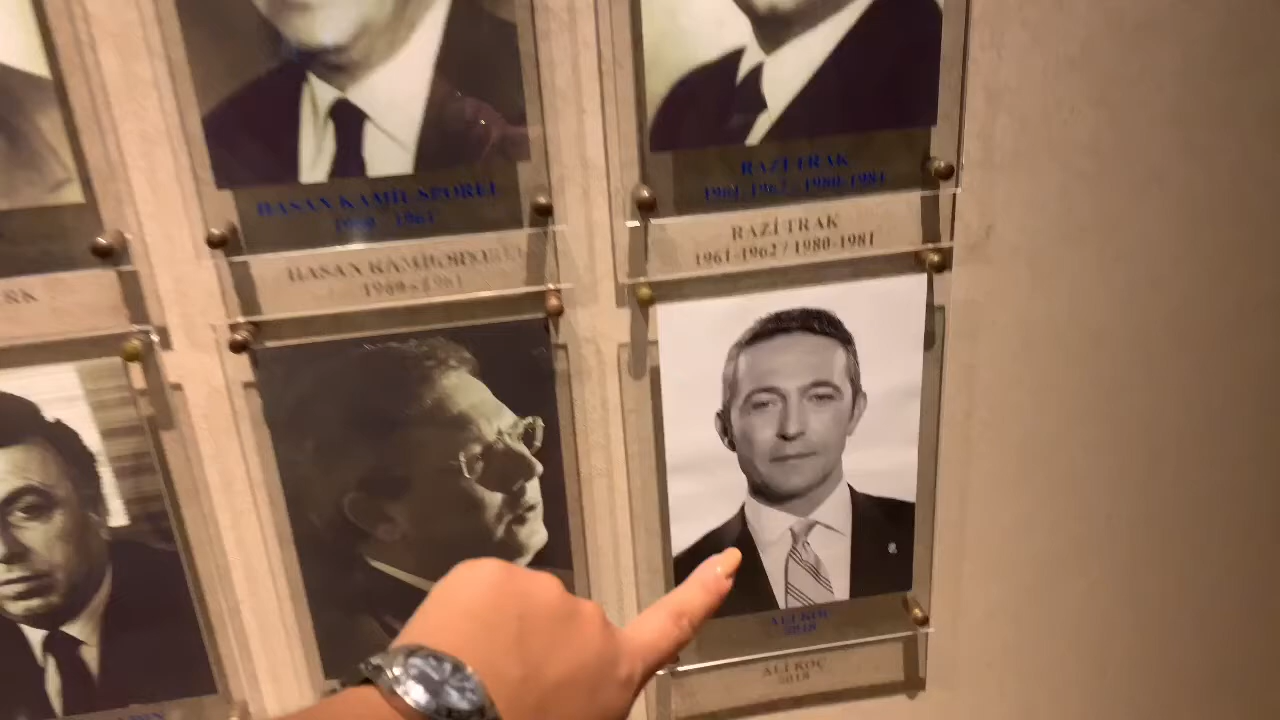 HASAN KAMİL SPOREL
1960 - 1961
RAZİ TRAK
1961-1962 / 1980-1981
HASAN KAMİL SPOREL
1960 - 1961
RAZİ TRAK
1961-1962 / 1980-1981
ALİ KOÇ
2018
ALİ KOÇ
2018